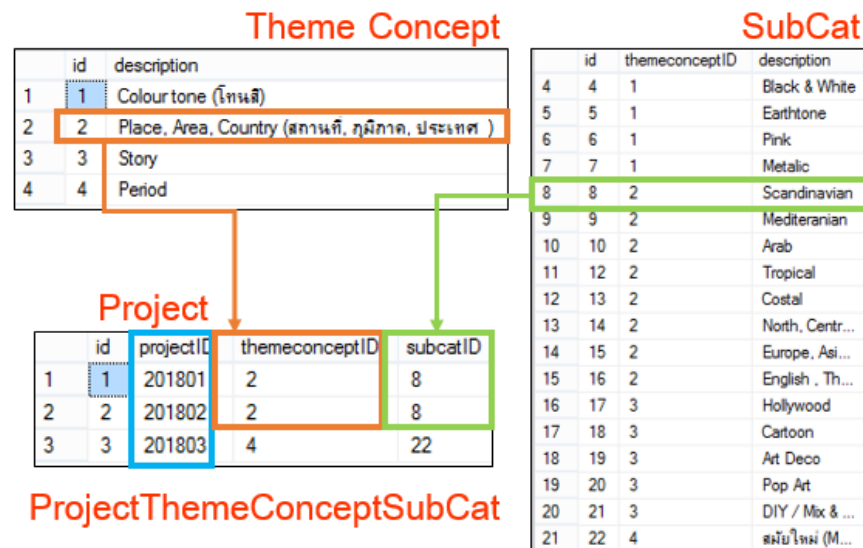 Theme Concept
id description
1 1 Colour tone (โทนสี)
2 2 Place, Area, Country (สถานที่, ภูมิภาค, ประเทศ )
3 3 Story
4 4 Period
SubCat
id themeconceptID description
4 4 1 Black & White
5 5 1 Earthtone
6 6 1 Pink
7 7 1 Metalic
8 8 2 Scandinavian
9 9 2 Mediteranian
10 10 2 Arab
11 12 2 Tropical
12 13 2 Costal
13 14 2 North, Centr...
14 15 2 Europe, Asi...
15 16 2 English , Th...
16 17 3 Hollywood
17 18 3 Cartoon
18 19 3 Art Deco
19 20 3 Pop Art
20 21 3 DIY / Mix & ...
21 22 4 สมัยใหม่ (M...
Project
id projectID themeconceptID subcatID
1 1 201801 2 8
2 2 201802 2 8
3 3 201803 4 22
ProjectThemeConceptSubCat